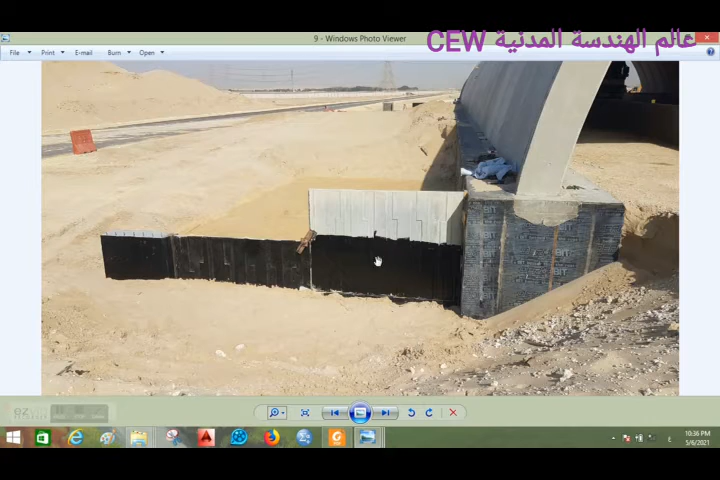 9 - Windows Photo Viewer
عالم الهندسة المدنية CEW
File Print E-mail Burn Open
ez
10:36 PM
5/6/2021